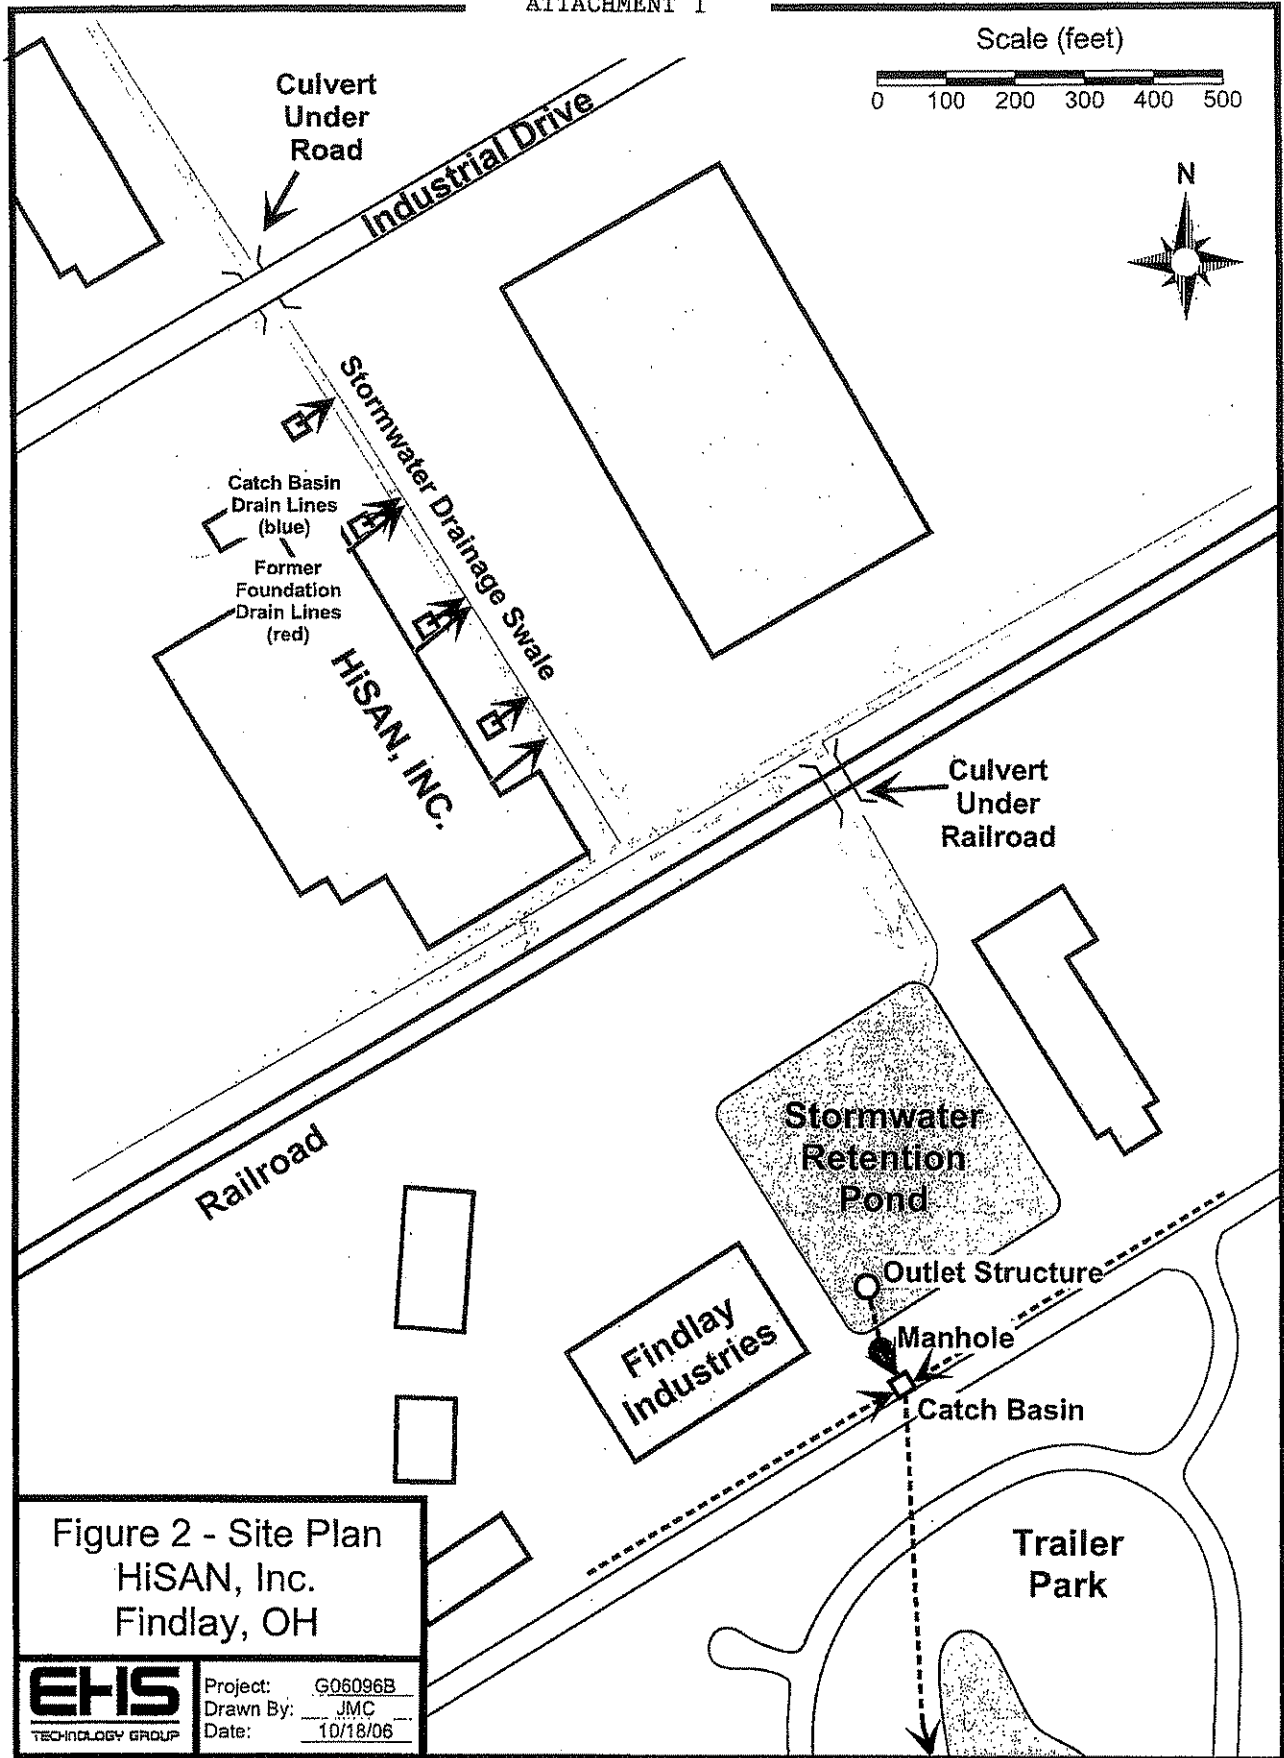 ATTACHMENT 1
Scale (feet)
0 100 200 300 400 500
N
Culvert
Under
Road
Industrial Drive
Stormwater Drainage Swale
Catch Basin
Drain Lines
(blue)
Former
Foundation
Drain Lines
(red)
HiSAN, INC.
Culvert
Under
Railroad
Railroad
Stormwater
Retention
Pond
Outlet Structure
Manhole
Catch Basin
Findlay
Industries
Trailer
Park
Figure 2 - Site Plan
HiSAN, Inc.
Findlay, OH
EHS
TECHNOLOGY GROUP
Project: G06096B
Drawn By: JMC
Date: 10/18/06